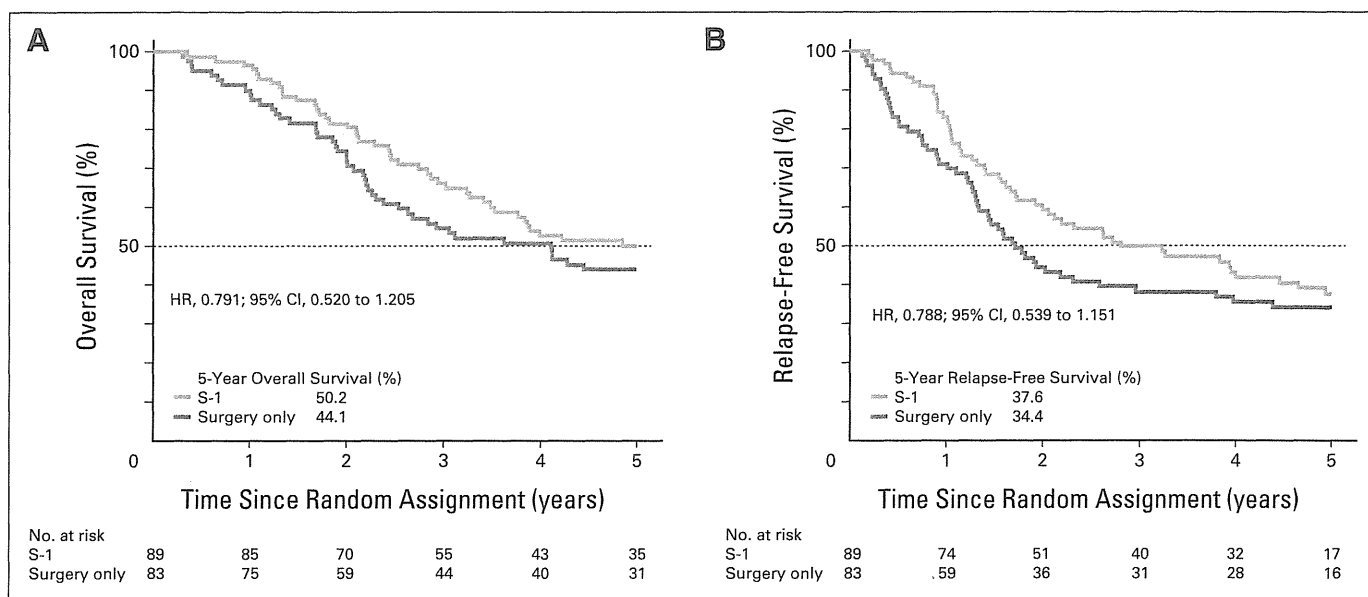 A
Overall Survival (%)
100
50
HR, 0.791; 95% CI, 0.520 to 1.205
5-Year Overall Survival (%)
S-1 50.2
Surgery only 44.1
0 1 2 3 4 5
Time Since Random Assignment (years)
No. at risk
S-1 89 85 70 55 43 35
Surgery only 83 75 59 44 40 31
B
Relapse-Free Survival (%)
100
50
HR, 0.788; 95% CI, 0.539 to 1.151
5-Year Relapse-Free Survival (%)
S-1 37.6
Surgery only 34.4
0 1 2 3 4 5
Time Since Random Assignment (years)
No. at risk
S-1 89 74 51 40 32 17
Surgery only 83 59 36 31 28 16